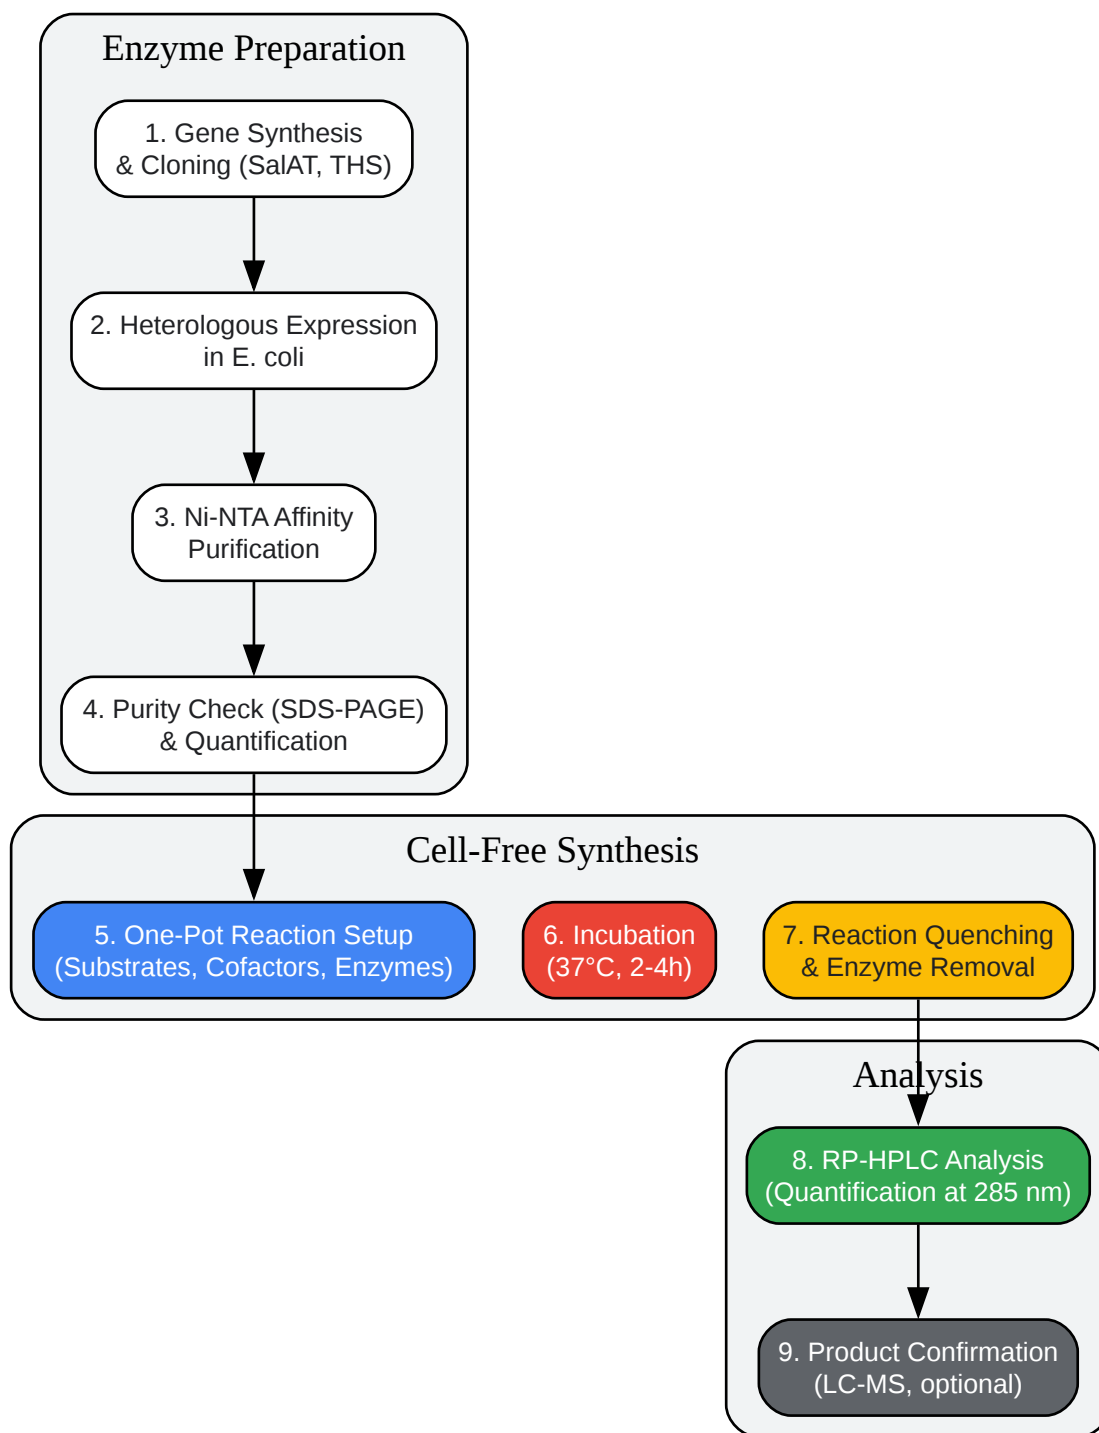 Enzyme Preparation
1. Gene Synthesis
& Cloning (SalAT, THS)
2. Heterologous Expression
in E. coli
3. Ni-NTA Affinity
Purification
4. Purity Check (SDS-PAGE)
& Quantification
Cell-Free Synthesis
5. One-Pot Reaction Setup
(Substrates, Cofactors, Enzymes)
6. Incubation
(37°C, 2-4h)
7. Reaction Quenching
& Enzyme Removal
Analysis
8. RP-HPLC Analysis
(Quantification at 285 nm)
9. Product Confirmation
(LC-MS, optional)